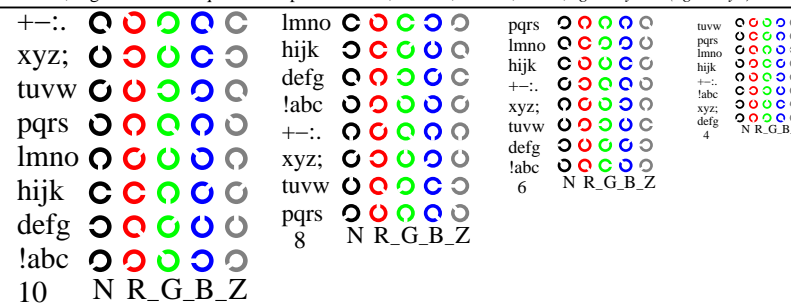 +−:.
xyz;
tuvw
pqrs
lmno
hijk
defg
!abc
10 N R_G_B_Z
lmno
hijk
defg
!abc
+−:.
xyz;
tuvw
pqrs
8 N R_G_B_Z
pqrs
lmno
hijk
+−:.
xyz;
tuvw
defg
!abc
6 N R_G_B_Z
tuvw
pqrs
lmno
hijk
+−:.
!abc
xyz;
defg
4 N R_G_B_